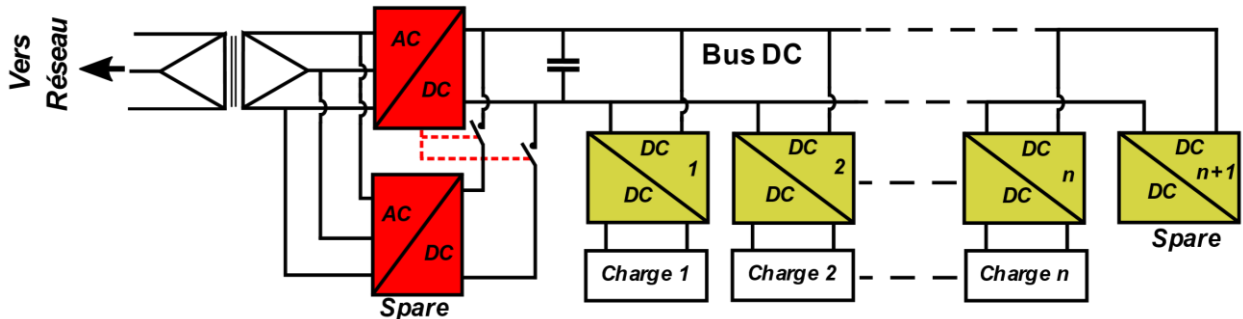 Vers
Réseau
AC
DC
AC
DC
Spare
Bus DC
DC
1
DC
DC
2
DC
DC
n
DC
DC
n+1
DC
Spare
Charge 1
Charge 2
Charge n